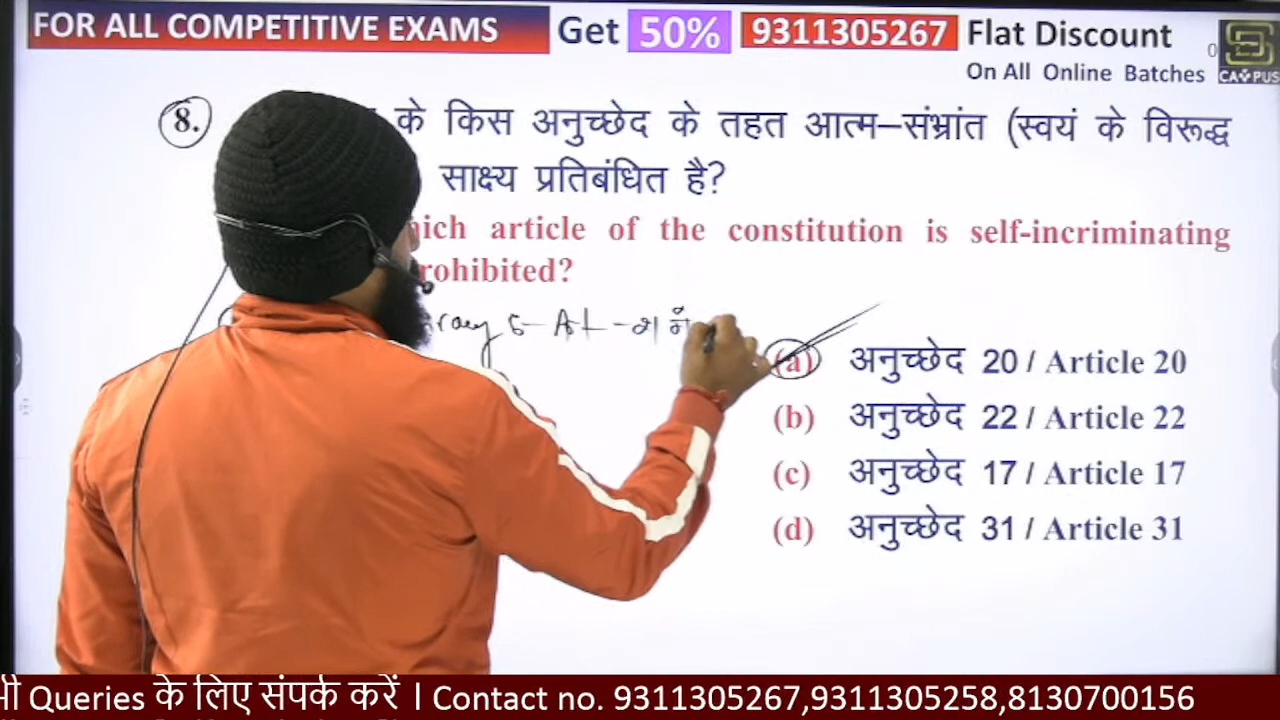 FOR ALL COMPETITIVE EXAMS
Get 50% 9311305267 Flat Discount
On All Online Batches
CAMPUS
8. के किस अनुच्छेद के तहत आत्म–संभ्रांत (स्वयं के विरूद्ध
साक्ष्य प्रतिबंधित है?
article of the constitution is self-incriminating
(a) अनुच्छेद 20 / Article 20
(b) अनुच्छेद 22 / Article 22
(c) अनुच्छेद 17 / Article 17
(d) अनुच्छेद 31 / Article 31
Queries के लिए संपर्क करें । Contact no. 9311305267,9311305258,8130700156